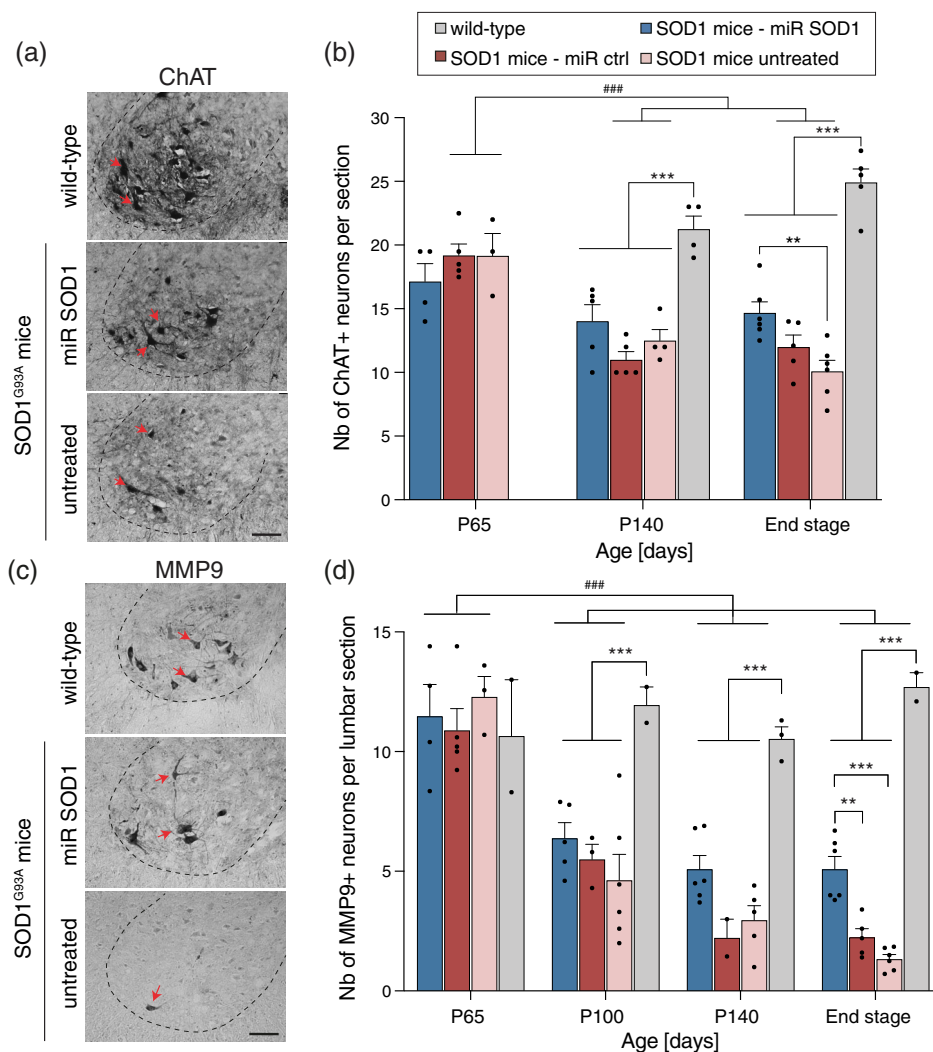 (a)
ChAT
wild-type
miR SOD1
untreated
SOD1G93A mice
(b)
wild-type
SOD1 mice - miR SOD1
SOD1 mice - miR ctrl
SOD1 mice untreated
###
***
***
**
30
25
20
15
10
5
0
Nb of ChAT+ neurons per section
P65
P140
End stage
Age [days]
(c)
MMP9
wild-type
miR SOD1
untreated
SOD1G93A mice
(d)
###
***
***
***
***
**
15
10
5
0
Nb of MMP9+ neurons per lumbar section
P65
P100
P140
End stage
Age [days]